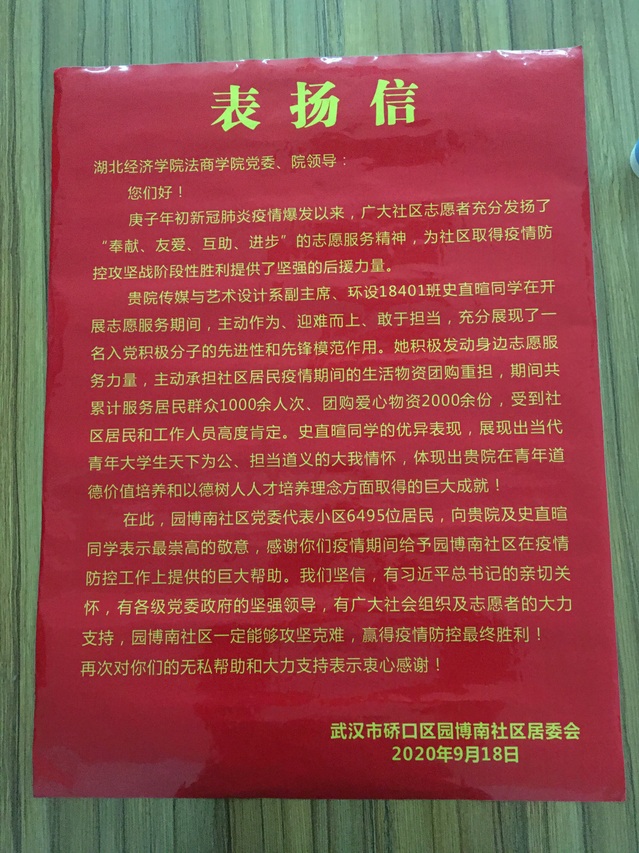 表扬信
湖北经济学院法商学院党委、院领导：
您们好！
庚子年初新冠肺炎疫情爆发以来，广大社区志愿者充分发扬了
“奉献、友爱、互助、进步”的志愿服务精神，为社区取得疫情防
控攻坚战阶段性胜利提供了坚强的后援力量。
贵院传媒与艺术设计系副主席、环设18401班史直暄同学在开
展志愿服务期间，主动作为、迎难而上、敢于担当，充分展现了一
名入党积极分子的先进性和先锋模范作用。她积极发动身边志愿服
务力量，主动承担社区居民疫情期间的生活物资团购重担，期间共
累计服务居民群众1000余人次、团购爱心物资2000余份，受到社
区居民和工作人员高度肯定。史直暄同学的优异表现，展现出当代
青年大学生天下为公、担当道义的大我情怀，体现出贵院在青年道
德价值培养和以德树人人才培养理念方面取得的巨大成就！
在此，园博南社区党委代表小区6495位居民，向贵院及史直暄
同学表示最崇高的敬意，感谢你们疫情期间给予园博南社区在疫情
防控工作上提供的巨大帮助。我们坚信，有习近平总书记的亲切关
怀，有各级党委政府的坚强领导，有广大社会组织及志愿者的大力
支持，园博南社区一定能够攻坚克难，赢得疫情防控最终胜利！
再次对你们的无私帮助和大力支持表示衷心感谢！
武汉市硚口区园博南社区居委会
2020年9月18日